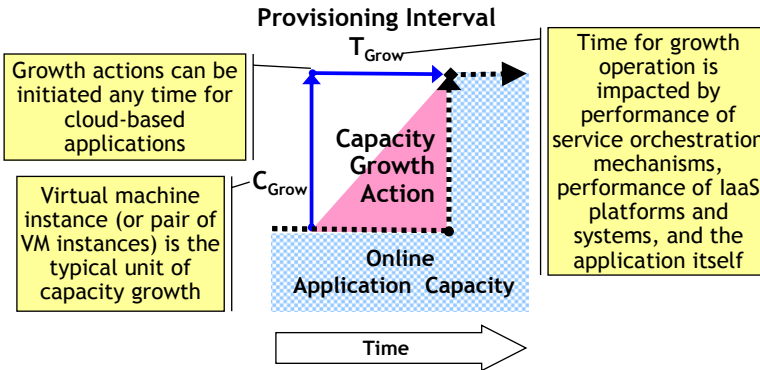 Provisioning Interval
T_Grow
Growth actions can be
initiated any time for
cloud-based
applications
Time for growth
operation is
impacted by
performance of
service orchestration
mechanisms,
performance of IaaS
platforms and
systems, and the
application itself
Capacity
Growth
Action
C_Grow
Virtual machine
instance (or pair of
VM instances) is the
typical unit of
capacity growth
Online
Application Capacity
Time